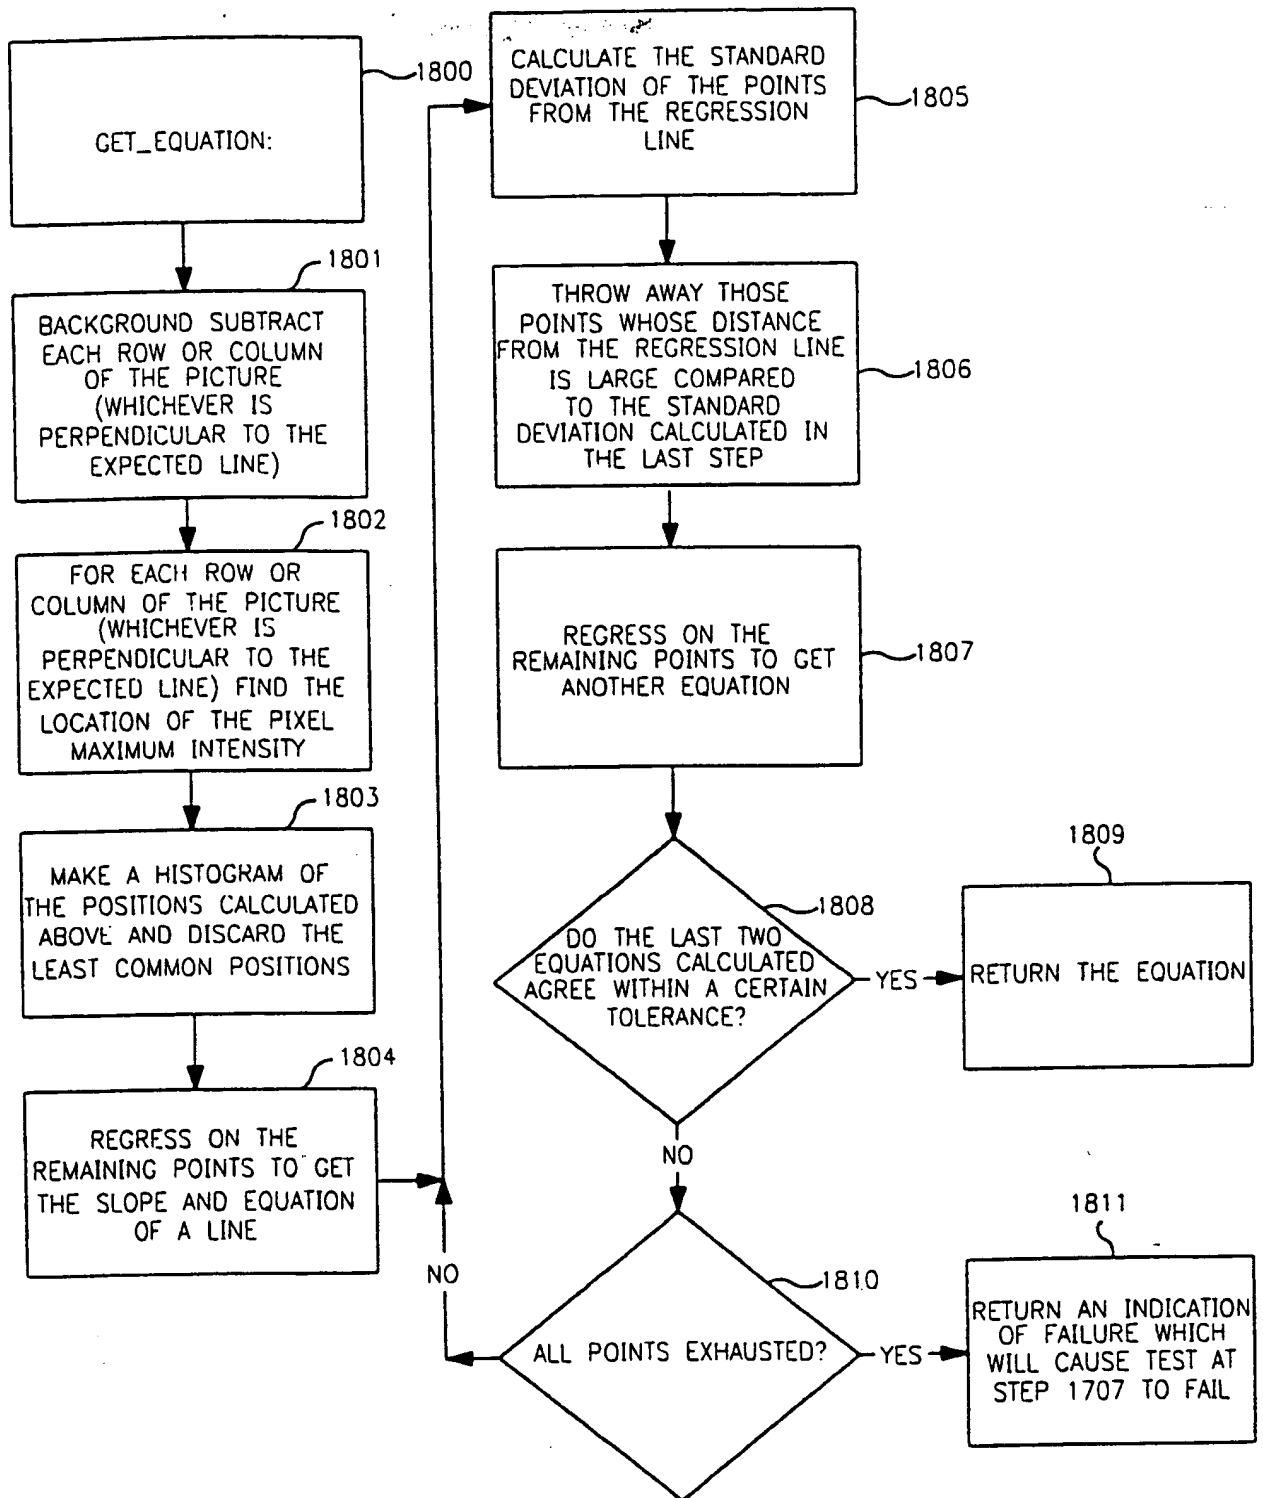 1800
GET_EQUATION:
1801
BACKGROUND SUBTRACT
EACH ROW OR COLUMN
OF THE PICTURE
(WHICHEVER IS
PERPENDICULAR TO THE
EXPECTED LINE)
1802
FOR EACH ROW OR
COLUMN OF THE PICTURE
(WHICHEVER IS
PERPENDICULAR TO THE
EXPECTED LINE) FIND THE
LOCATION OF THE PIXEL
MAXIMUM INTENSITY
1803
MAKE A HISTOGRAM OF
THE POSITIONS CALCULATED
ABOVE AND DISCARD THE
LEAST COMMON POSITIONS
1804
REGRESS ON THE
REMAINING POINTS TO GET
THE SLOPE AND EQUATION
OF A LINE
CALCULATE THE STANDARD
DEVIATION OF THE POINTS
FROM THE REGRESSION
LINE
1805
THROW AWAY THOSE
POINTS WHOSE DISTANCE
FROM THE REGRESSION LINE
IS LARGE COMPARED
TO THE STANDARD
DEVIATION CALCULATED IN
THE LAST STEP
1806
REGRESS ON THE
REMAINING POINTS TO GET
ANOTHER EQUATION
1807
1808
DO THE LAST TWO
EQUATIONS CALCULATED
AGREE WITHIN A CERTAIN
TOLERANCE?
YES
1809
RETURN THE EQUATION
NO
1810
ALL POINTS EXHAUSTED?
NO
YES
1811
RETURN AN INDICATION
OF FAILURE WHICH
WILL CAUSE TEST AT
STEP 1707 TO FAIL